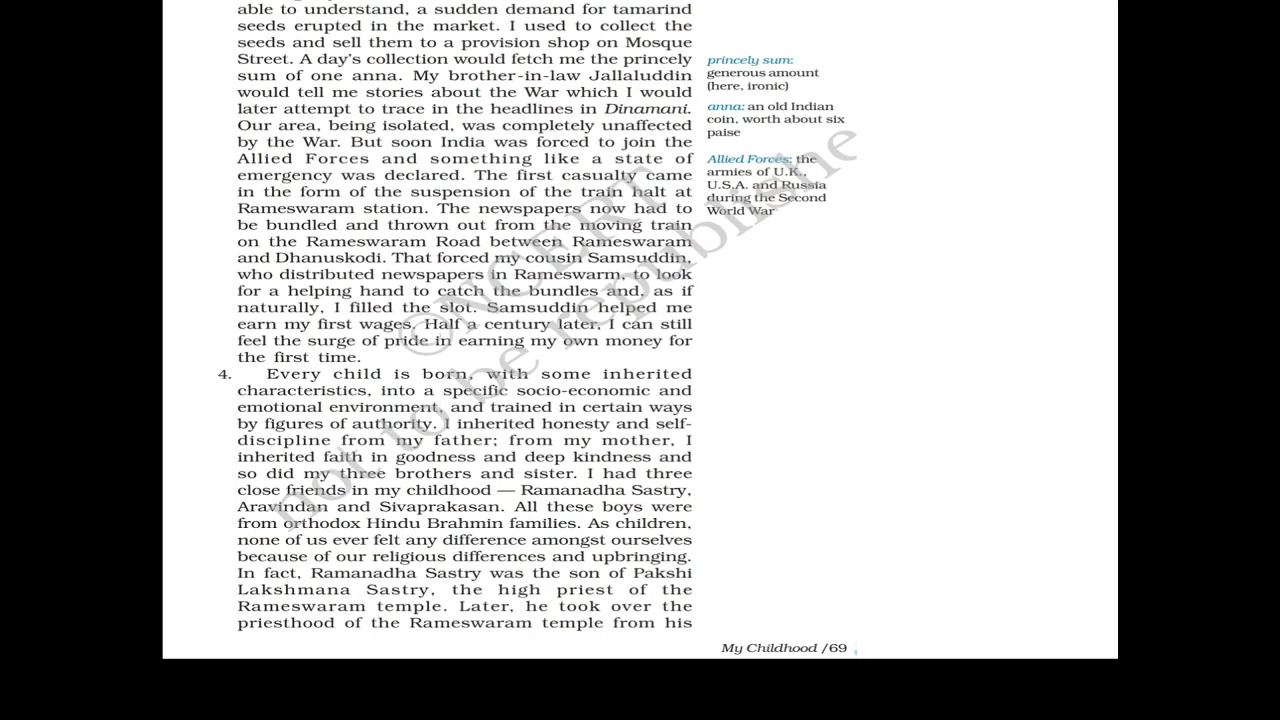 able to understand, a sudden demand for tamarind
seeds erupted in the market. I used to collect the
seeds and sell them to a provision shop on Mosque
Street. A day's collection would fetch me the princely
sum of one anna. My brother-in-law Jallaluddin
would tell me stories about the War which I would
later attempt to trace in the headlines in Dinamani.
Our area, being isolated, was completely unaffected
by the War. But soon India was forced to join the
Allied Forces and something like a state of
emergency was declared. The first casualty came
in the form of the suspension of the train halt at
Rameswaram station. The newspapers now had to
be bundled and thrown out from the moving train
on the Rameswaram Road between Rameswaram
and Dhanuskodi. That forced my cousin Samsuddin,
who distributed newspapers in Rameswarm, to look
for a helping hand to catch the bundles and, as if
naturally, I filled the slot. Samsuddin helped me
earn my first wages. Half a century later, I can still
feel the surge of pride in earning my own money for
the first time.
4. Every child is born, with some inherited
characteristics, into a specific socio-economic and
emotional environment, and trained in certain ways
by figures of authority. I inherited honesty and self-
discipline from my father; from my mother, I
inherited faith in goodness and deep kindness and
so did my three brothers and sister. I had three
close friends in my childhood — Ramanadha Sastry,
Aravindan and Sivaprakasan. All these boys were
from orthodox Hindu Brahmin families. As children,
none of us ever felt any difference amongst ourselves
because of our religious differences and upbringing.
In fact, Ramanadha Sastry was the son of Pakshi
Lakshmana Sastry, the high priest of the
Rameswaram temple. Later, he took over the
priesthood of the Rameswaram temple from his
princely sum:
generous amount
(here, ironic)
anna: an old Indian
coin, worth about six
paise
Allied Forces: the
armies of U.K.,
U.S.A. and Russia
during the Second
World War
©NCERT
not to be republishe
My Childhood /69